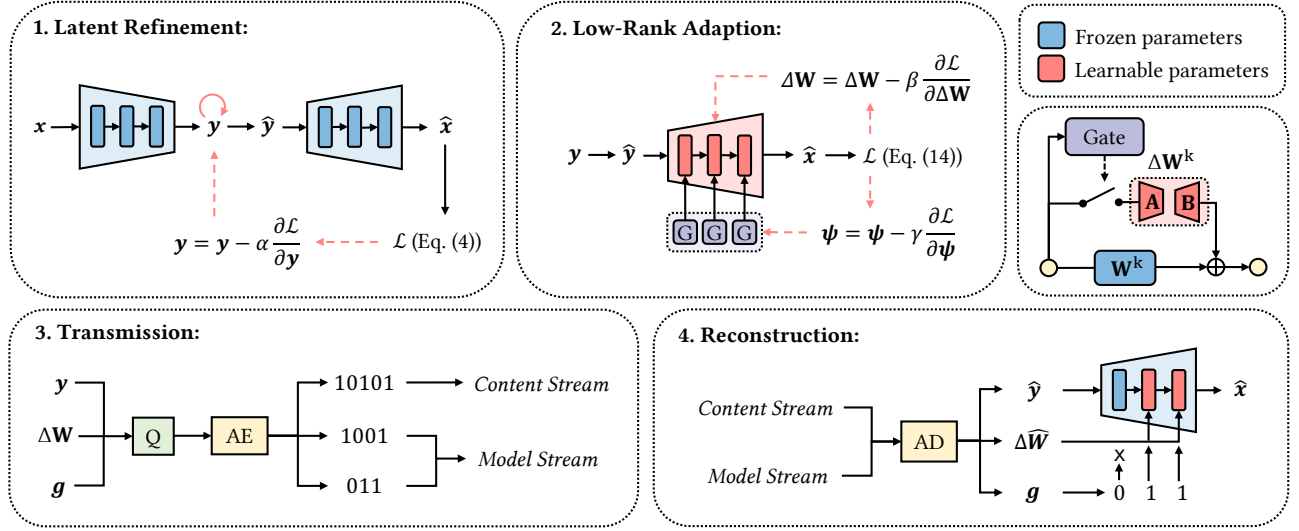 1. Latent Refinement:
x y ŷ x̂
y = y − α ∂ℒ/∂y ℒ (Eq. (4))
2. Low-Rank Adaption:
ΔW = ΔW − β ∂ℒ/∂ΔW
y ŷ x̂ ℒ (Eq. (14))
G G G
ψ = ψ − γ ∂ℒ/∂ψ
Frozen parameters
Learnable parameters
Gate
ΔW^k
A B
W^k
3. Transmission:
y 10101 Content Stream
ΔW Q AE 1001
Model Stream
g 011
4. Reconstruction:
ŷ x̂
Content Stream
AD ΔŴ
Model Stream
x
g 0 1 1